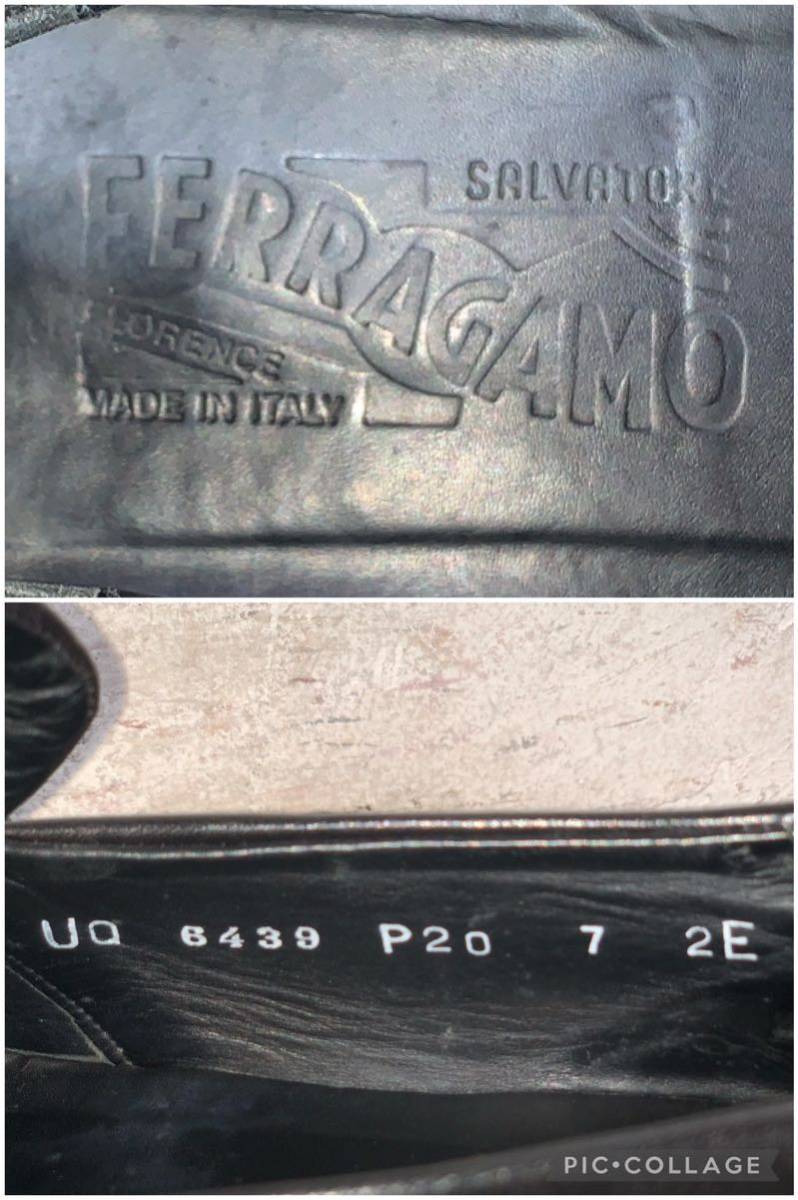 SALVATORE
FERRAGAMO
FLORENCE
MADE IN ITALY
UQ 6439 P20 7 2E
PIC•COLLAGE